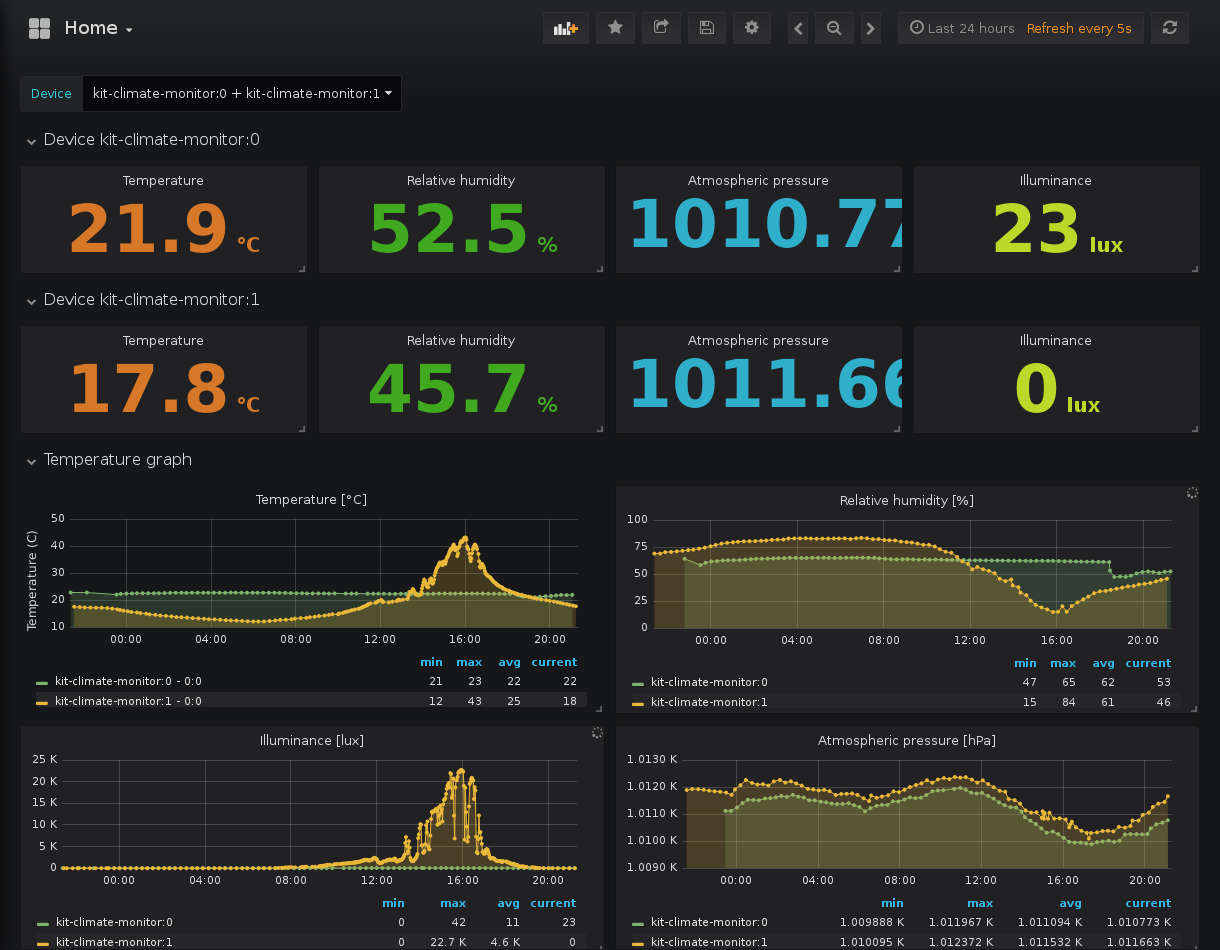 Home
Last 24 hours Refresh every 5s
Device kit-climate-monitor:0 + kit-climate-monitor:1
Device kit-climate-monitor:0
Temperature Relative humidity Atmospheric pressure Illuminance
21.9 °C 52.5 % 1010.77 23 lux
Device kit-climate-monitor:1
Temperature Relative humidity Atmospheric pressure Illuminance
17.8 °C 45.7 % 1011.66 0 lux
Temperature graph
Temperature [°C]
Temperature (C)
50
40
30
20
10
00:00 04:00 08:00 12:00 16:00 20:00
min max avg current
kit-climate-monitor:0 - 0:0 21 23 22 22
kit-climate-monitor:1 - 0:0 12 43 25 18
Relative humidity [%]
100
75
50
25
0
00:00 04:00 08:00 12:00 16:00 20:00
min max avg current
kit-climate-monitor:0 47 65 62 53
kit-climate-monitor:1 15 84 61 46
Illuminance [lux]
25 K
20 K
15 K
10 K
5 K
0
00:00 04:00 08:00 12:00 16:00 20:00
min max avg current
kit-climate-monitor:0 0 42 11 23
kit-climate-monitor:1 0 22.7 K 4.6 K 0
Atmospheric pressure [hPa]
1.0130 K
1.0120 K
1.0110 K
1.0100 K
1.0090 K
00:00 04:00 08:00 12:00 16:00 20:00
min max avg current
kit-climate-monitor:0 1.009888 K 1.011967 K 1.011094 K 1.010773 K
kit-climate-monitor:1 1.010095 K 1.012372 K 1.011532 K 1.011663 K